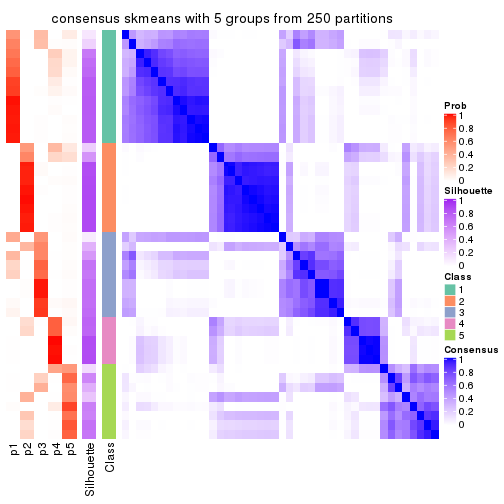 consensus skmeans with 5 groups from 250 partitions
Prob
1
0.8
0.6
0.4
0.2
0
Silhouette
1
0.8
0.6
0.4
0.2
0
Class
1
2
3
4
5
Consensus
1
0.8
0.6
0.4
0.2
0
p1
p2
p3
p4
p5
Silhouette
Class